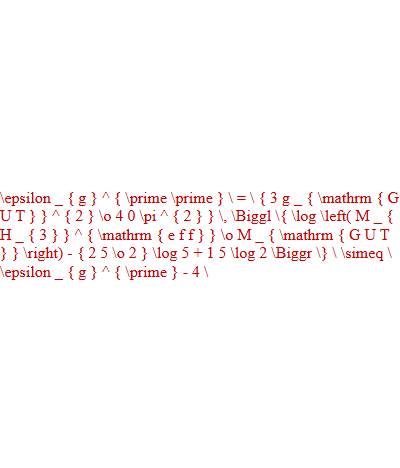 \epsilon _ { g } ^ { \prime \prime } \ = \ { 3 g _ { \mathrm { G
U T } } ^ { 2 } \o 4 0 \pi ^ { 2 } } \, \Biggl \{ \log \left( M _ {
H _ { 3 } } ^ { \mathrm { e f f } } \o M _ { \mathrm { G U T
} } \right) - { 2 5 \o 2 } \log 5 + 1 5 \log 2 \Biggr \} \ \simeq \
\epsilon _ { g } ^ { \prime } - 4 \